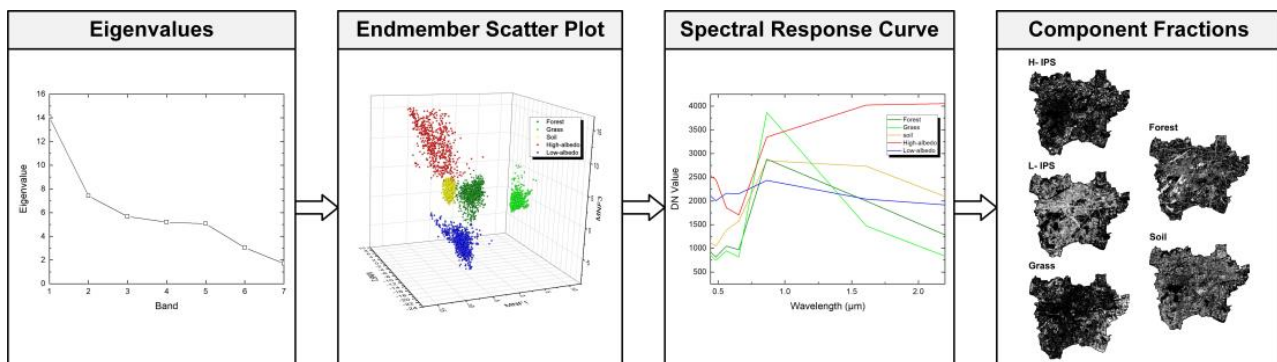 Eigenvalues
Endmember Scatter Plot
Spectral Response Curve
Component Fractions
16
14
12
10
8
6
4
2
0
1 2 3 4 5 6 7
Eigenvalue
Band
Forest
Grass
Soil
High-albedo
Low-albedo
4000
3500
3000
2500
2000
1500
1000
500
0.5 1.0 1.5 2.0
DN Value
Wavelength (μm)
Forest
Grass
soil
High-albedo
Low-albedo
H- IPS
Forest
L- IPS
Soil
Grass